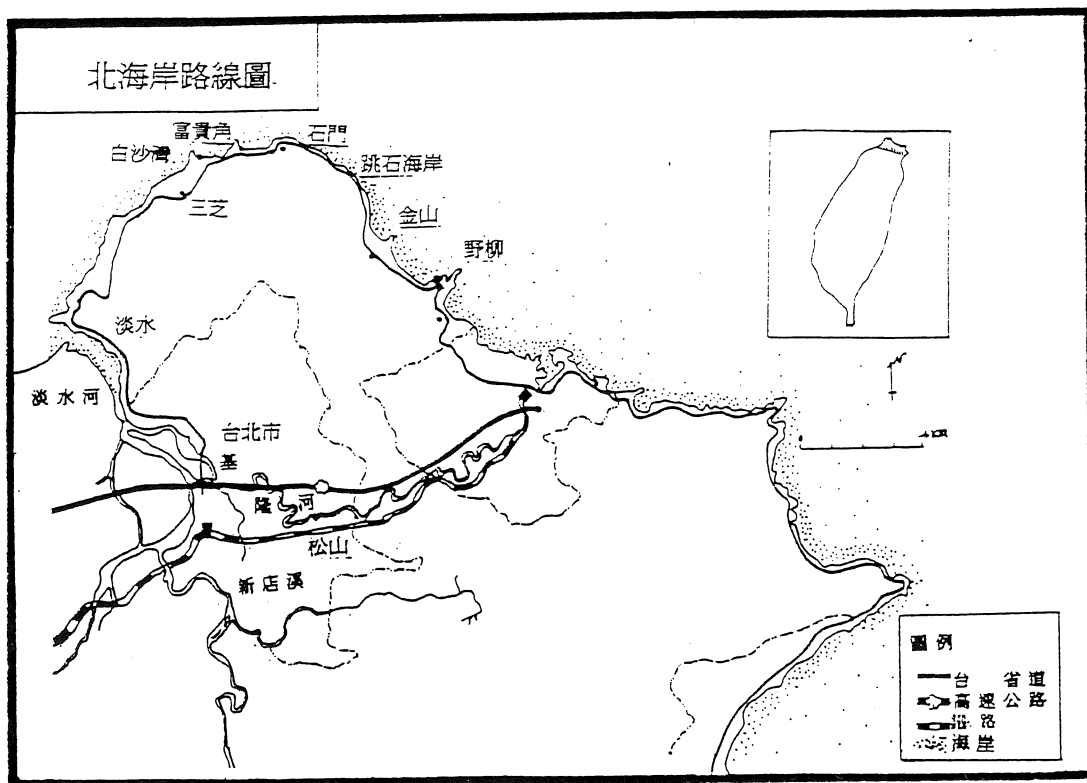 北海岸路線圖
富貴角
石門
白沙灣
跳石海岸
三芝
金山
野柳
淡水
淡水河
台北市
基
隆河
松山
新店溪
N
圖例
台 省道
高速公路
路
海岸